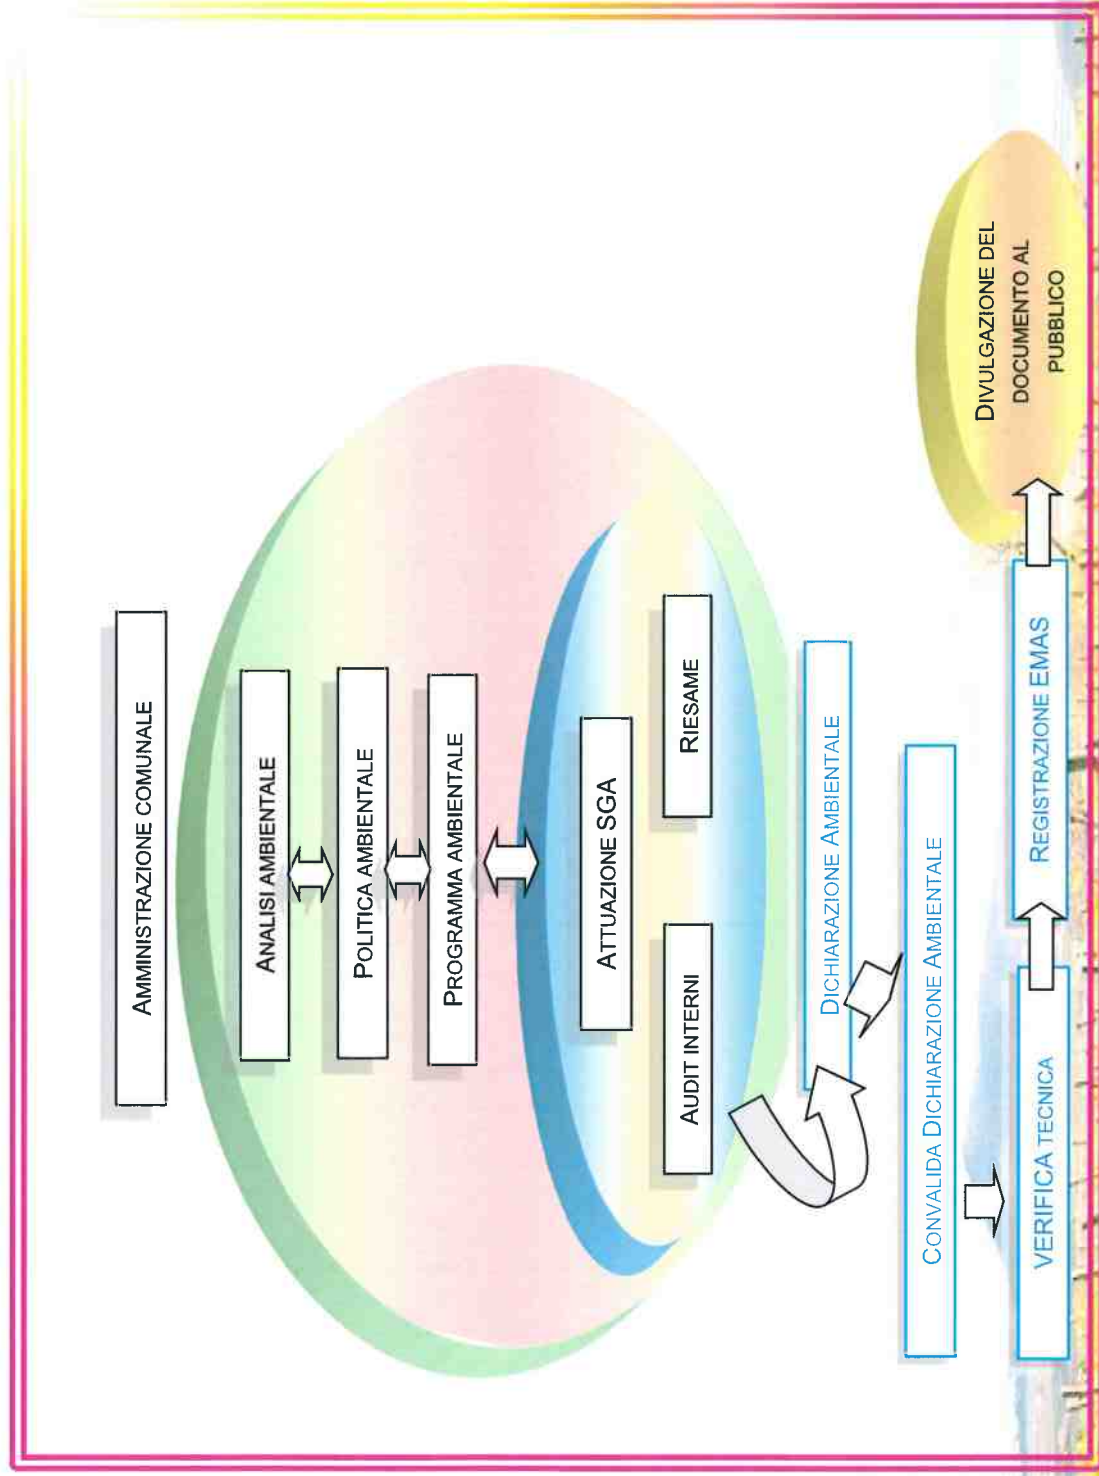 AMMINISTRAZIONE COMUNALE
ANALISI AMBIENTALE
POLITICA AMBIENTALE
PROGRAMMA AMBIENTALE
ATTUAZIONE SGA
AUDIT INTERNI
RIESAME
DICHIARAZIONE AMBIENTALE
CONVALIDA DICHIARAZIONE AMBIENTALE
VERIFICA TECNICA
REGISTRAZIONE EMAS
DIVULGAZIONE DEL
DOCUMENTO AL
PUBBLICO